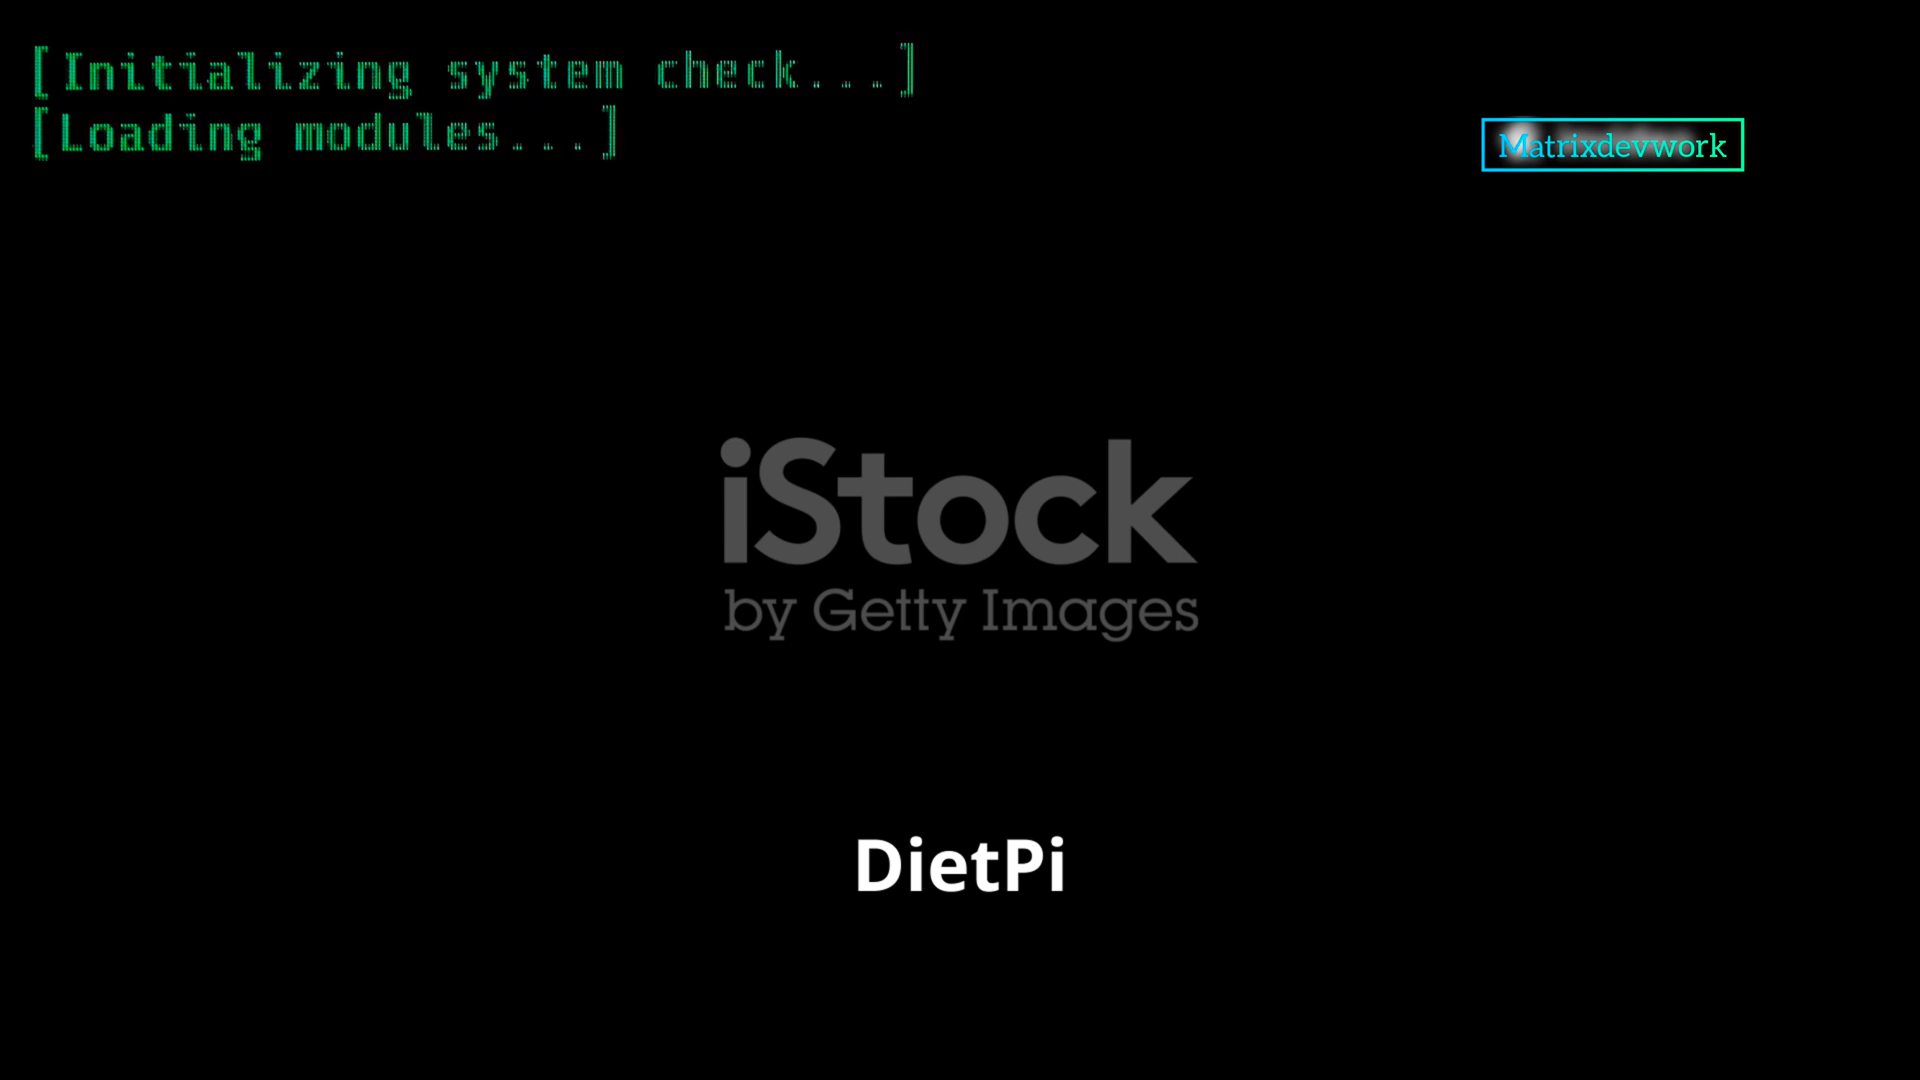 [Initializing system check...]
[Loading modules...]
Matrixdevwork
iStock
by Getty Images
DietPi